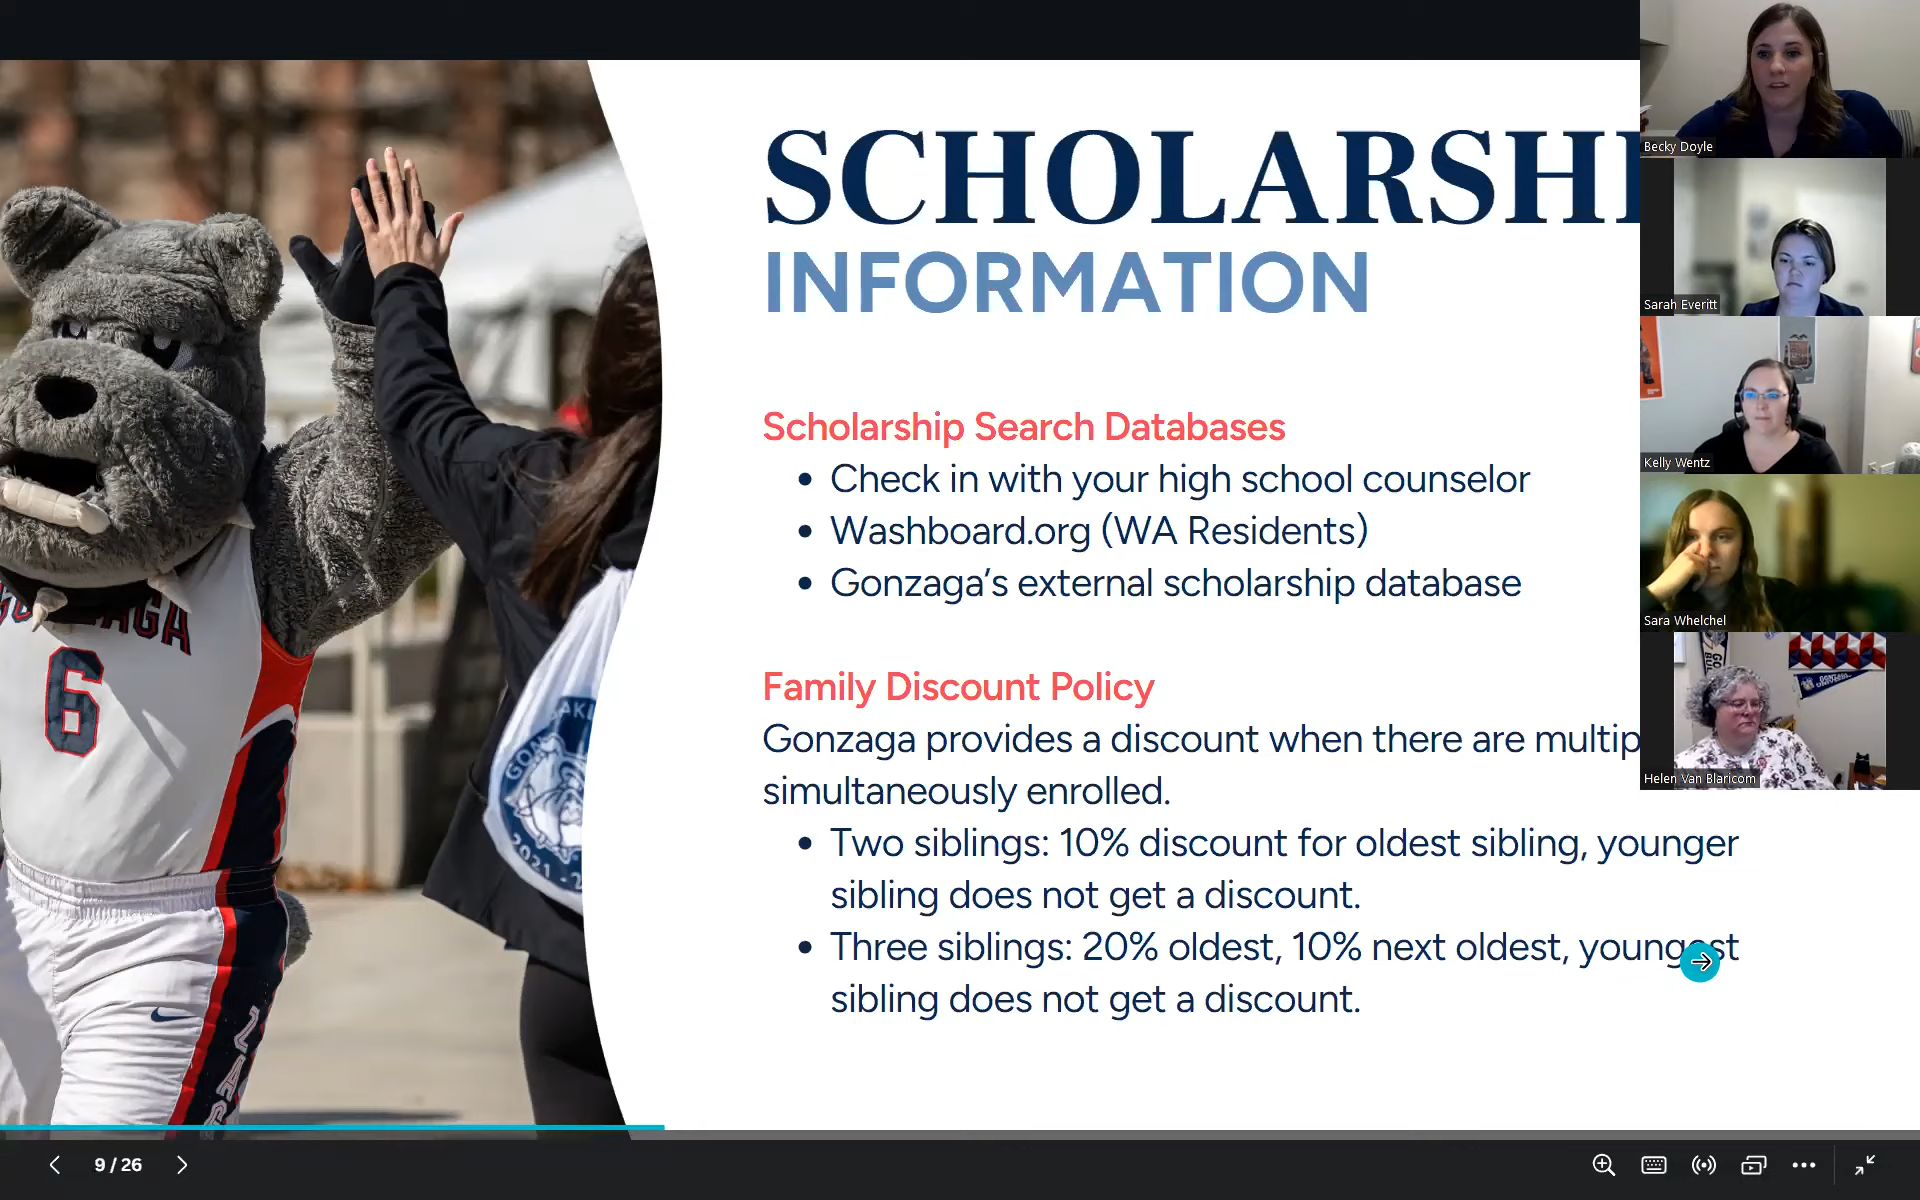 SCHOLARSHI
INFORMATION
Scholarship Search Databases
• Check in with your high school counselor
• Washboard.org (WA Residents)
• Gonzaga’s external scholarship database
Family Discount Policy
Gonzaga provides a discount when there are multip
simultaneously enrolled.
• Two siblings: 10% discount for oldest sibling, younger
sibling does not get a discount.
• Three siblings: 20% oldest, 10% next oldest, youngest
sibling does not get a discount.
Becky Doyle
Sarah Everitt
Kelly Wentz
Sara Whelchel
Helen Van Blaricom
6
ZAG
9 / 26